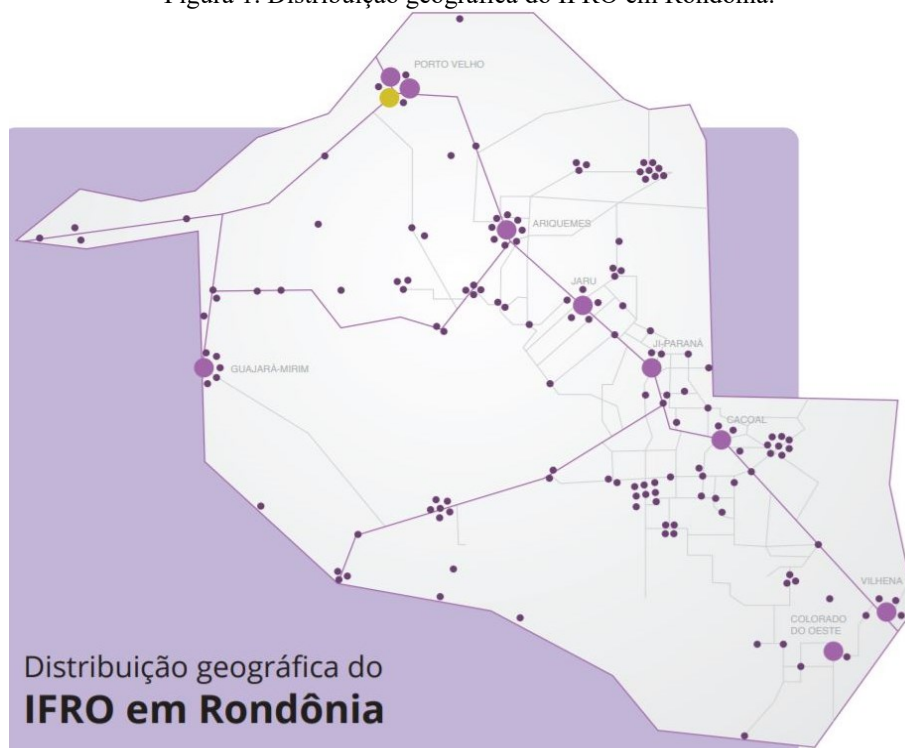 Figura 1: Distribuição geográfica do IFRO em Rondônia.
PORTO VELHO
ARIQUEMES
JARU
JI-PARANÁ
GUAJARÁ-MIRIM
CACOAL
VILHENA
COLORADO
DO OESTE
Distribuição geográfica do
IFRO em Rondônia